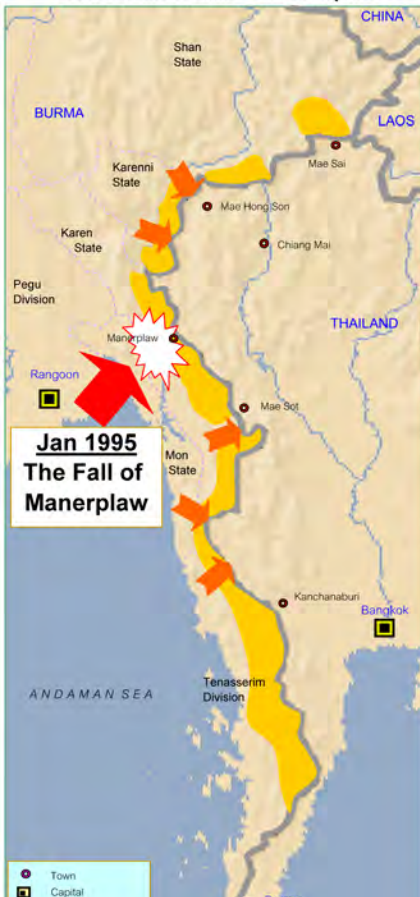 CHINA
Shan
State
BURMA
LAOS
Mae Sai
Karenni
State
Mae Hong Son
Karen
State
Chiang Mai
Pegu
Division
THAILAND
Manerplaw
Rangoon
Mae Sot
Jan 1995
The Fall of
Manerplaw
Mon
State
Kanchanaburi
Bangkok
Tenasserim
Division
ANDAMAN SEA
Town
Capital